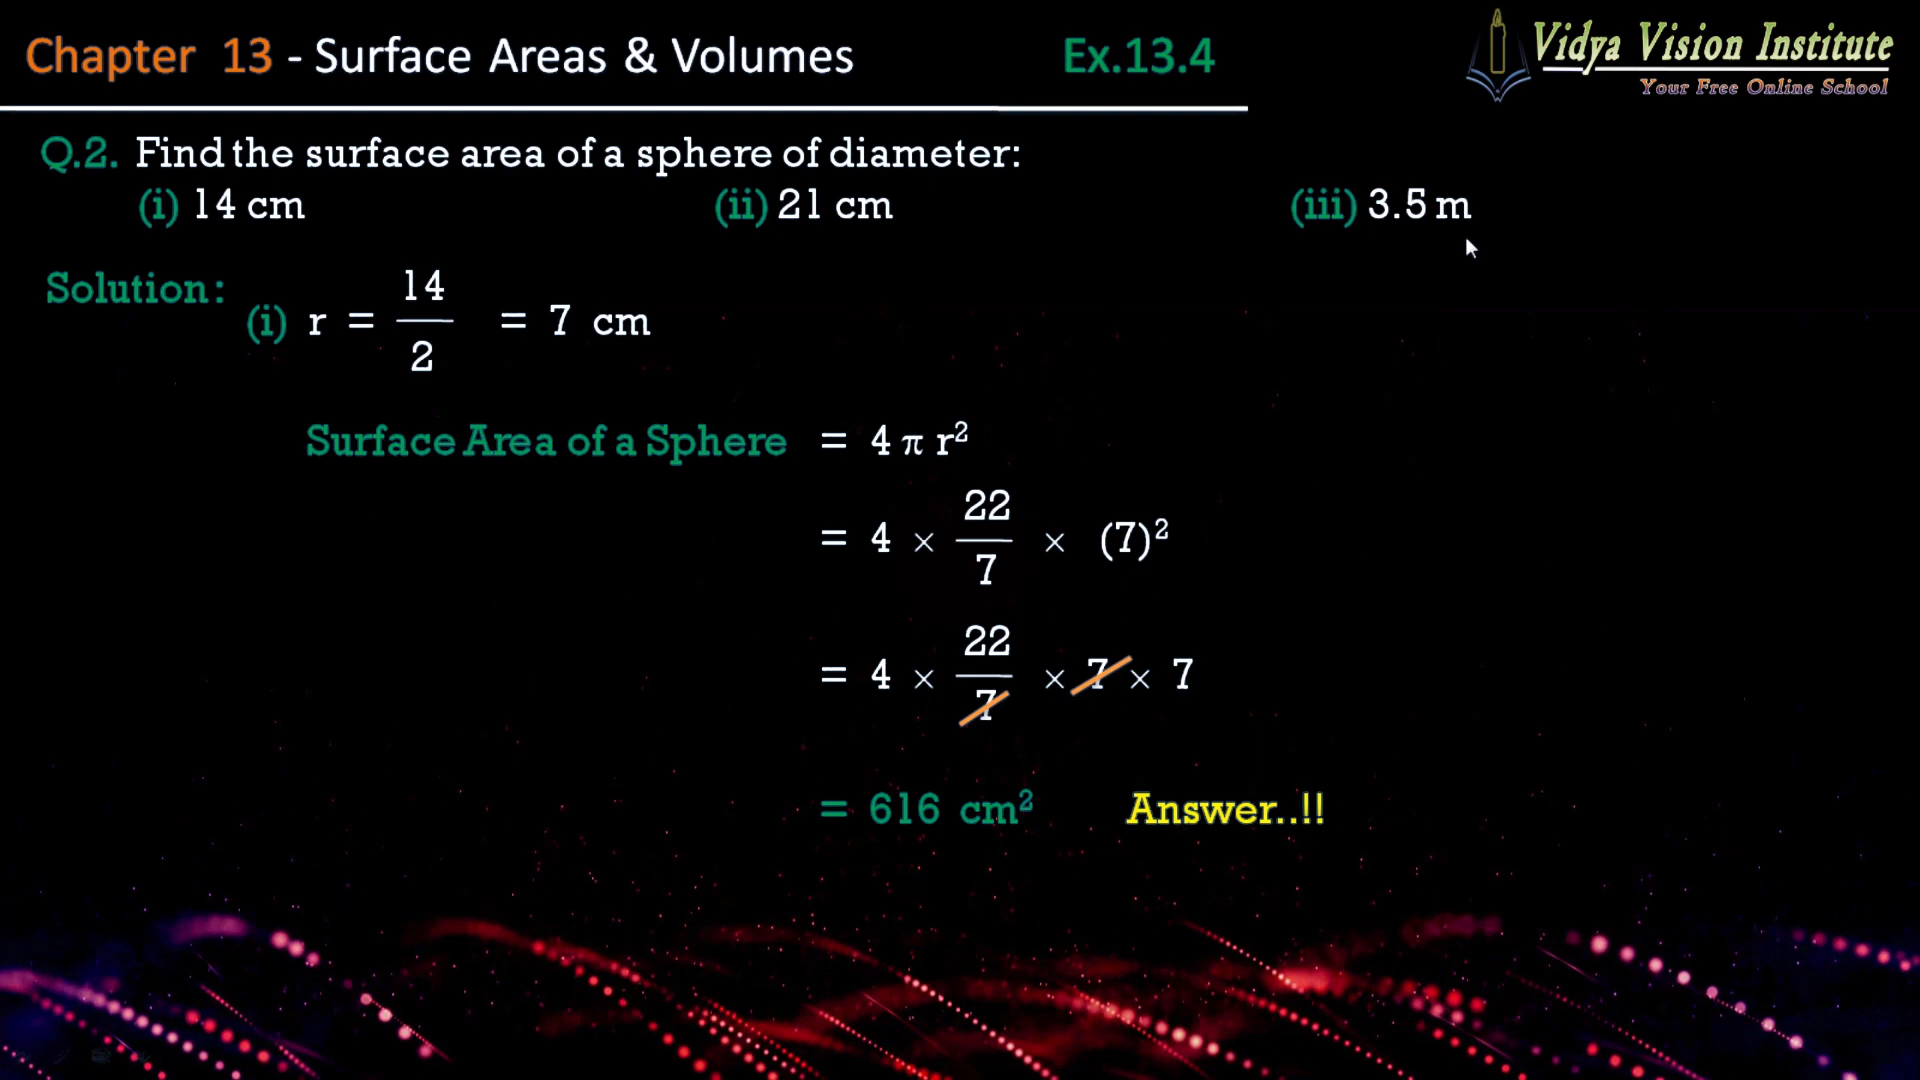 Chapter 13 - Surface Areas & Volumes Ex.13.4
Vidya Vision Institute
Your Free Online School
Q.2. Find the surface area of a sphere of diameter:
(i) 14 cm (ii) 21 cm (iii) 3.5 m
Solution:
(i) r = 14/2 = 7 cm
Surface Area of a Sphere = 4 π r²
= 4 × 22/7 × (7)²
= 4 × 22/7 × 7 × 7
= 616 cm² Answer..!!